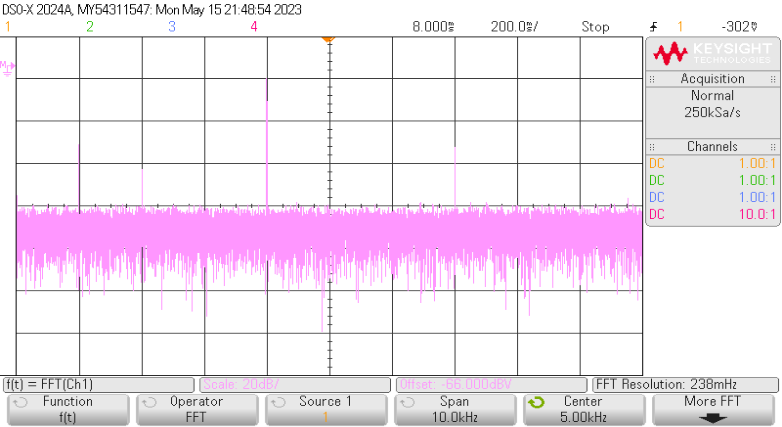 DSO-X 2024A, MY54311547: Mon May 15 21:48:54 2023
1 2 3 4 8.000s 200.0s/ Stop 1 -302V
M
KEYSIGHT
TECHNOLOGIES
Acquisition
Normal
250kSa/s
Channels
DC 1.00:1
DC 1.00:1
DC 1.00:1
DC 10.0:1
f(t) = FFT(Ch1) Scale: 20dB/ Offset: -66.000dBV FFT Resolution: 238mHz
Function Operator Source 1 Span Center More FFT
f(t) FFT 1 10.0kHz 5.00kHz